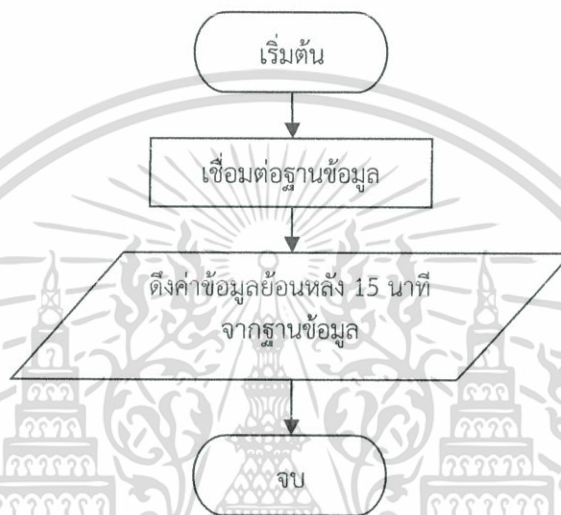 เริ่มต้น
เชื่อมต่อฐานข้อมูล
ดึงค่าข้อมูลย้อนหลัง 15 นาที
จากฐานข้อมูล
จบ